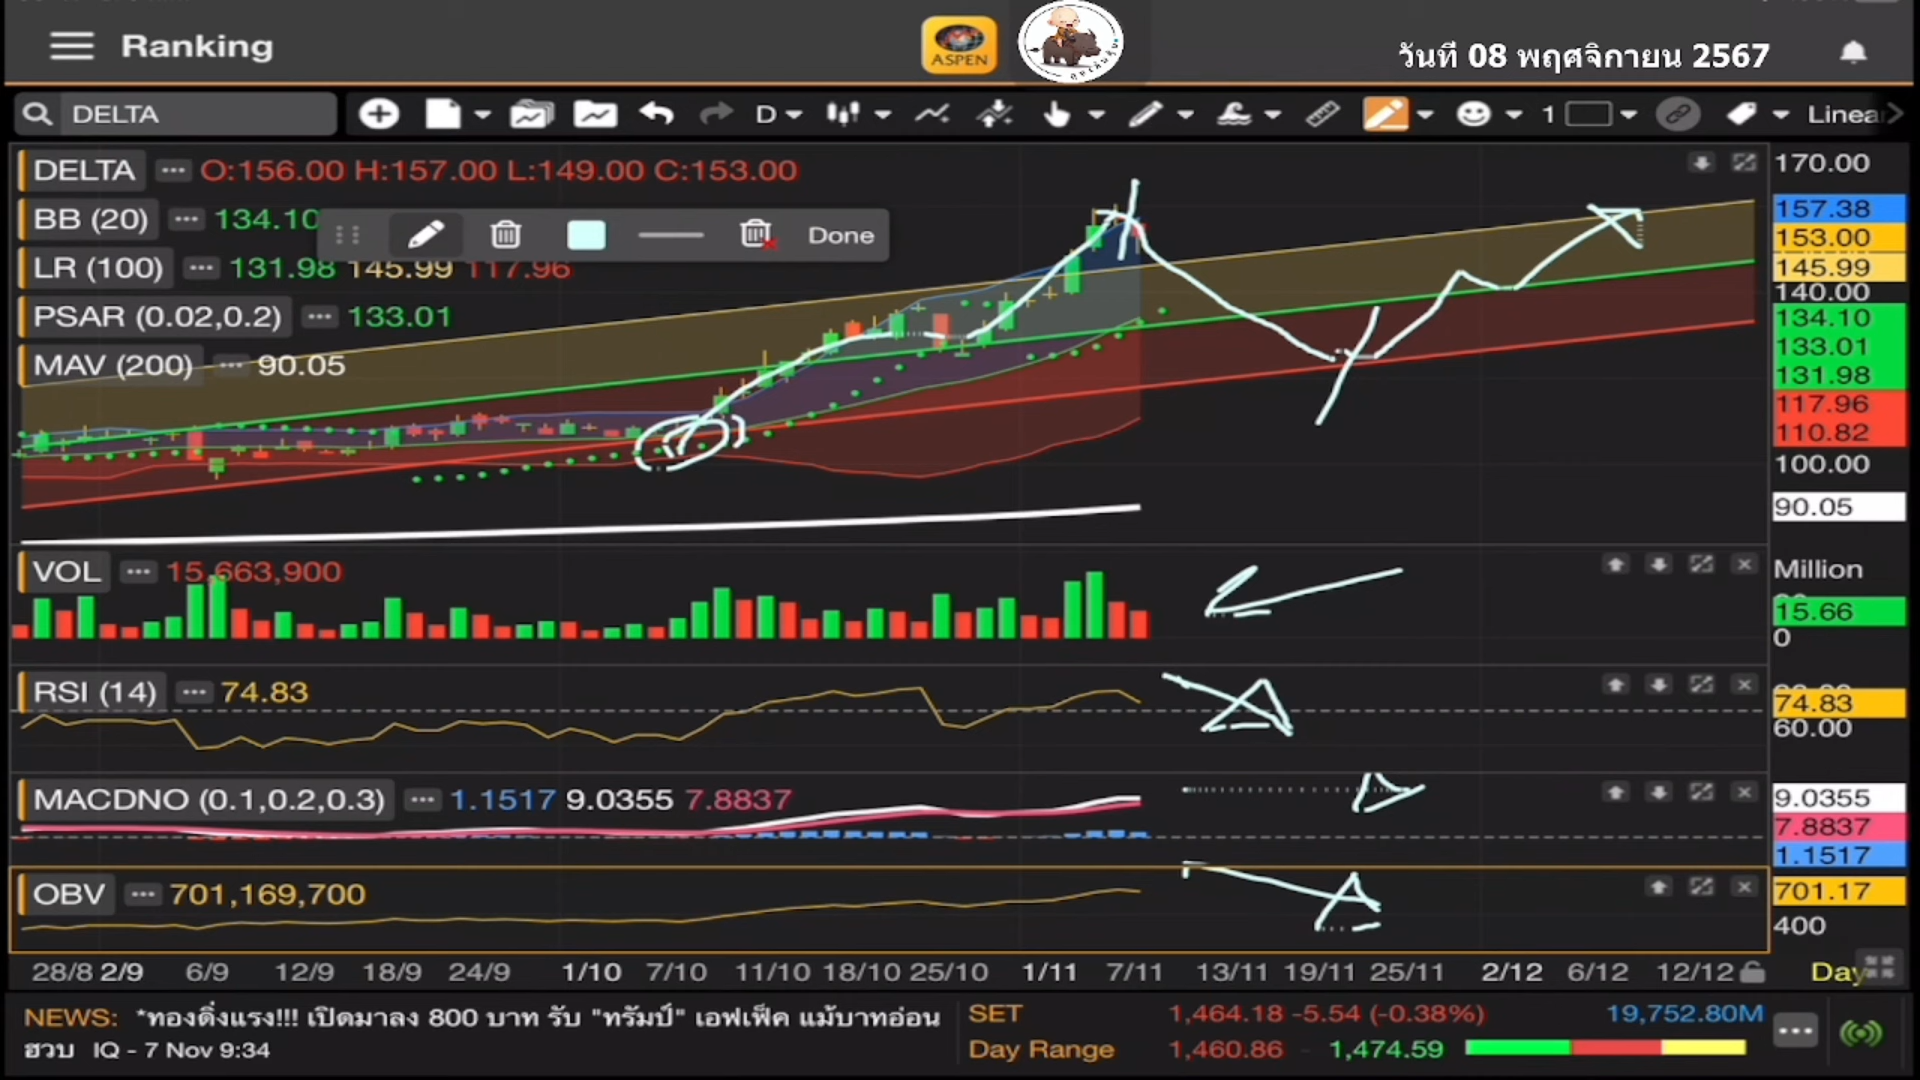 Ranking
ASPEN
วันที่ 08 พฤศจิกายน 2567
DELTA
D
1
Linear
DELTA O:156.00 H:157.00 L:149.00 C:153.00
BB (20) 134.10
Done
LR (100) 131.98 145.99 117.96
PSAR (0.02,0.2) 133.01
MAV (200) 90.05
170.00
157.38
153.00
145.99
140.00
134.10
133.01
131.98
117.96
110.82
100.00
90.05
VOL 15,663,900
Million
15.66
0
RSI (14) 74.83
74.83
60.00
MACDNO (0.1,0.2,0.3) 1.1517 9.0355 7.8837
9.0355
7.8837
1.1517
OBV 701,169,700
701.17
400
28/8 2/9 6/9 12/9 18/9 24/9 1/10 7/10 11/10 18/10 25/10 1/11 7/11 13/11 19/11 25/11 2/12 6/12 12/12 Day
NEWS: *ทองดิ่งแรง!!! เปิดมาลง 800 บาท รับ "ทรัมป์" เอฟเฟ็ค แม้บาทอ่อน
ฮวบ IQ - 7 Nov 9:34
SET 1,464.18 -5.54 (-0.38%) 19,752.80M
Day Range 1,460.86 - 1,474.59